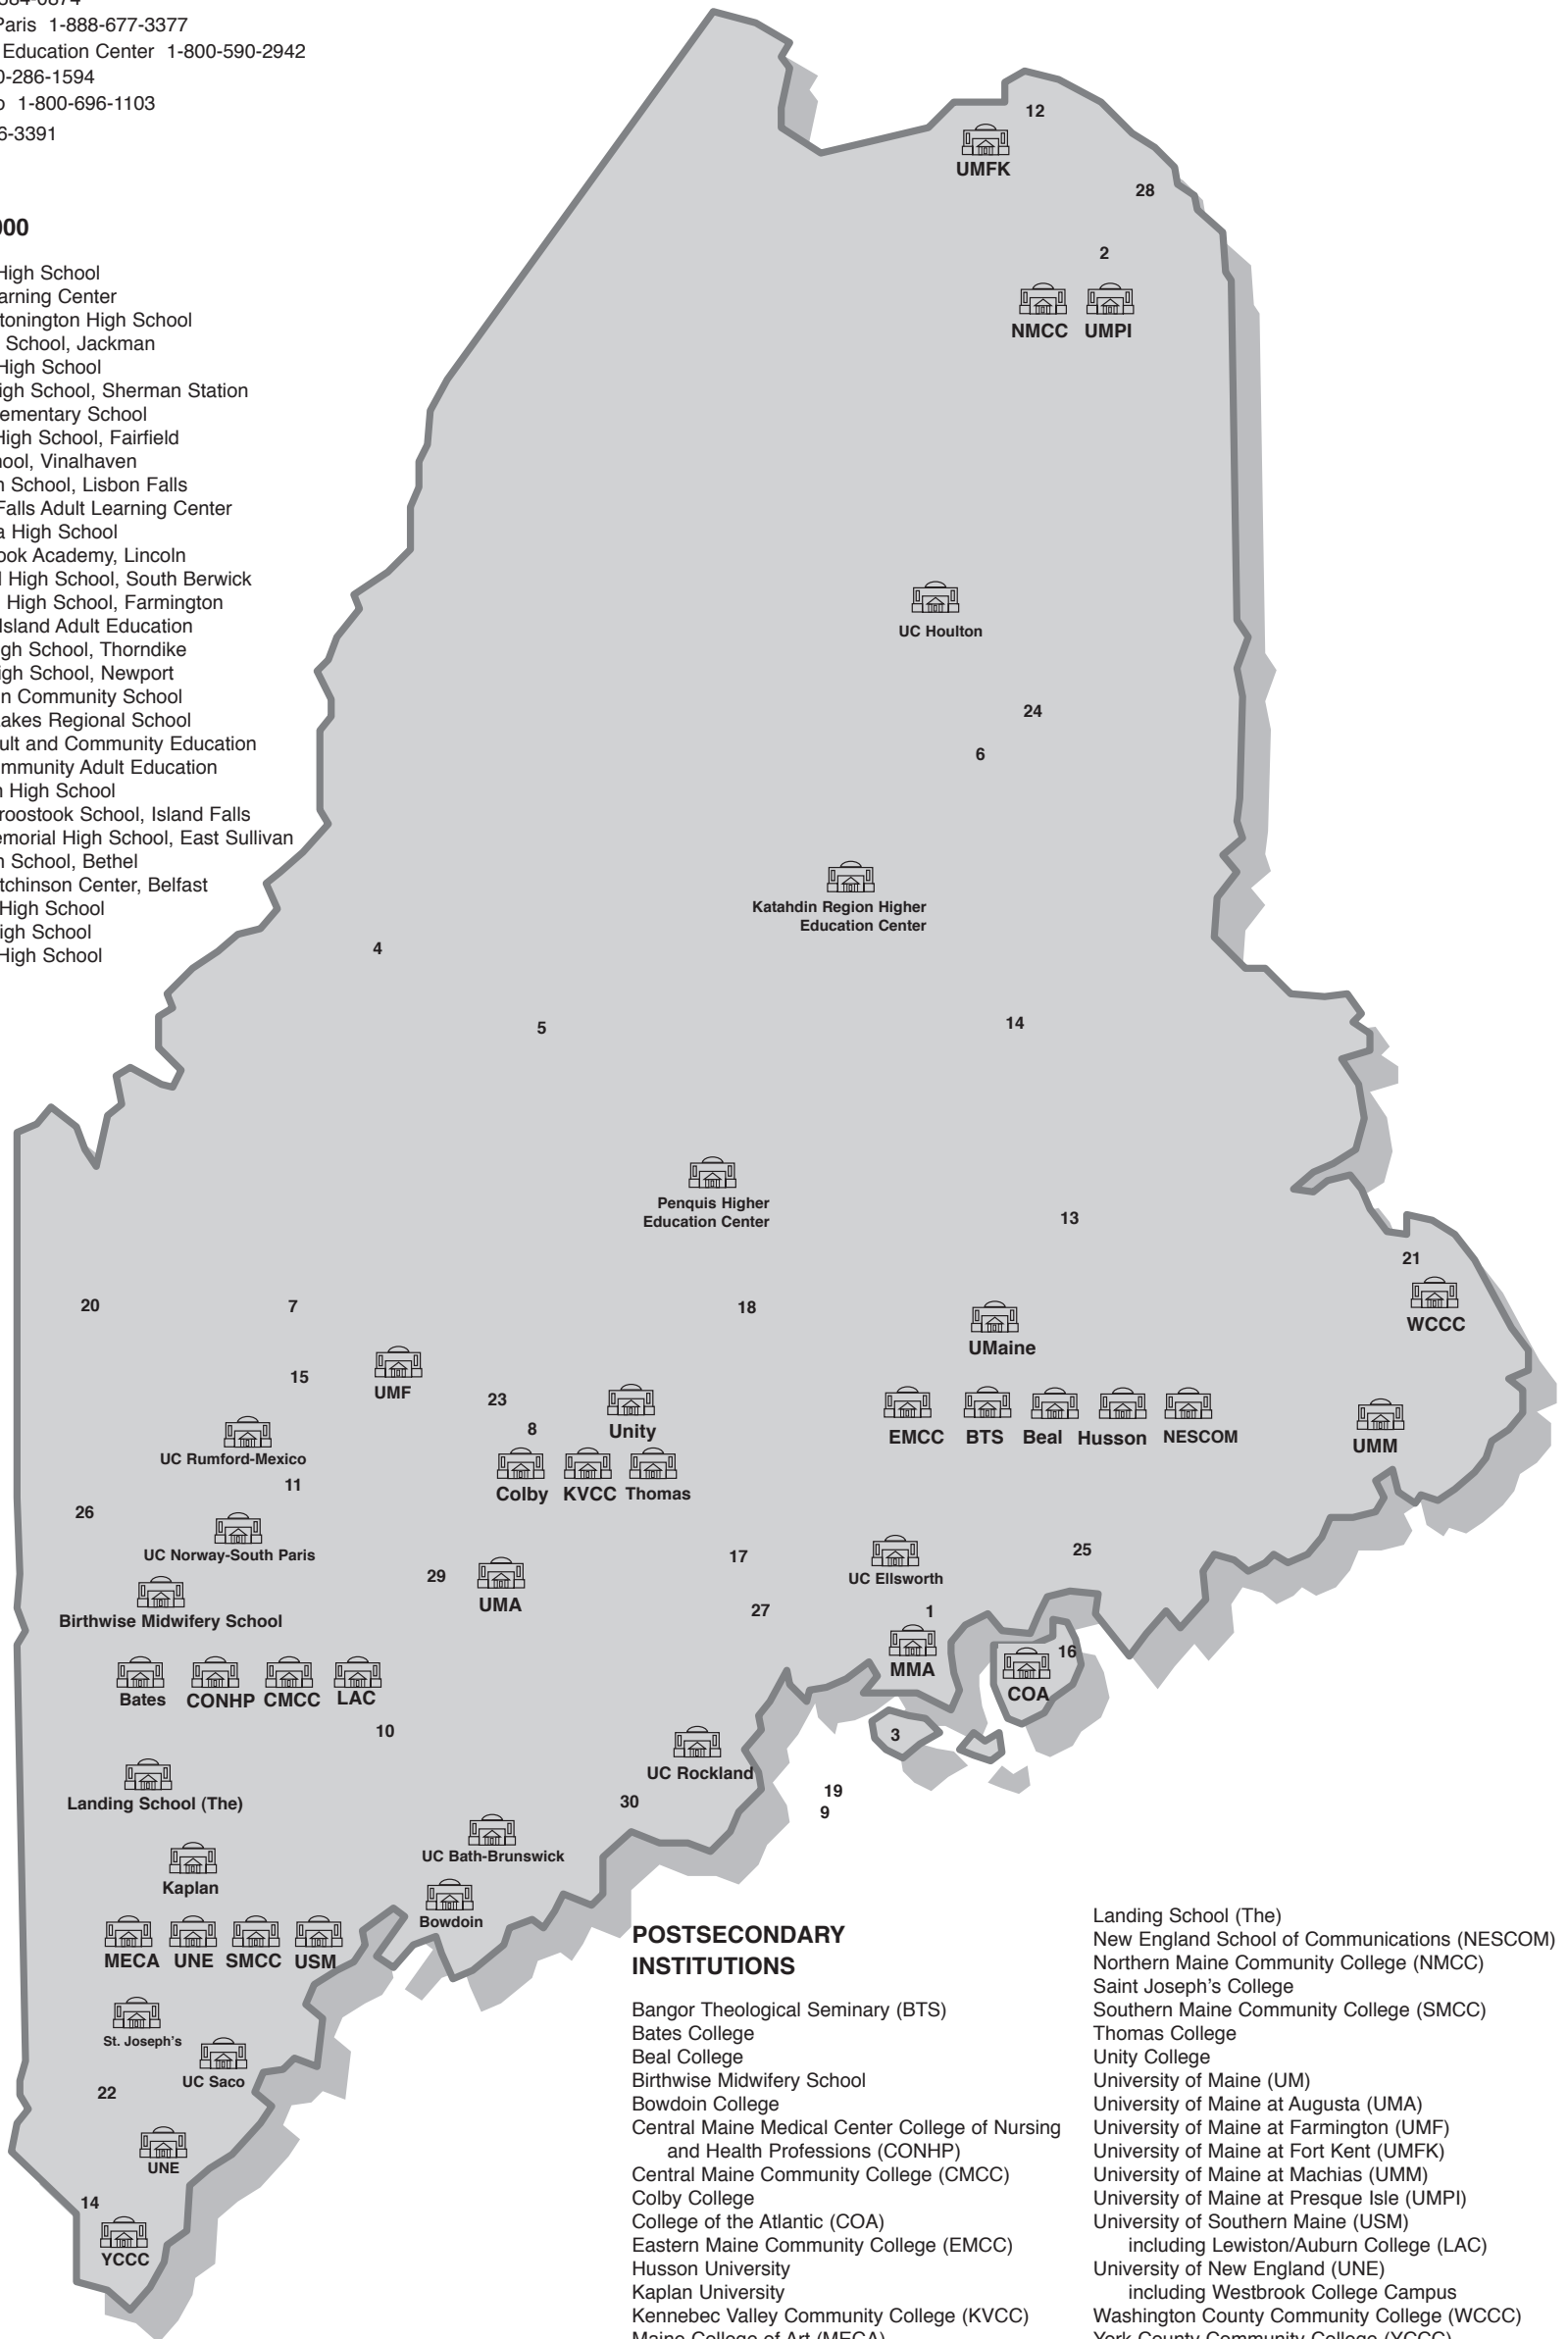 Paris 1-888-677-3377
Education Center 1-800-590-2942
0-286-1594
1-800-696-1103
6-3391
000
High School
arning Center
tonington High School
School, Jackman
High School
igh School, Sherman Station
ementary School
High School, Fairfield
hool, Vinalhaven
h School, Lisbon Falls
Falls Adult Learning Center
a High School
ook Academy, Lincoln
l High School, South Berwick
High School, Farmington
Island Adult Education
gh School, Thorndike
igh School, Newport
n Community School
akes Regional School
ult and Community Education
mmunity Adult Education
n High School
roostook School, Island Falls
emorial High School, East Sullivan
h School, Bethel
tchinson Center, Belfast
High School
igh School
High School
12
UMFK
28
2
NMCC UMPI
UC Houlton
24
6
Katahdin Region Higher
Education Center
4
5
14
Penquis Higher
Education Center
13
21
WCCC
20
7
18
UMaine
15
UMF
23
8
Unity
EMCC BTS Beal Husson NESCOM
UMM
UC Rumford-Mexico
11
Colby KVCC Thomas
26
UC Norway-South Paris
29
UMA
17
UC Ellsworth
25
Birthwise Midwifery School
27
1
MMA
16
COA
Bates CONHP CMCC LAC
10
3
UC Rockland
19
9
30
Landing School (The)
UC Bath-Brunswick
Kaplan
Bowdoin
MECA UNE SMCC USM
St. Joseph's
UC Saco
22
UNE
14
YCCC
POSTSECONDARY
INSTITUTIONS
Bangor Theological Seminary (BTS)
Bates College
Beal College
Birthwise Midwifery School
Bowdoin College
Central Maine Medical Center College of Nursing
and Health Professions (CONHP)
Central Maine Community College (CMCC)
Colby College
College of the Atlantic (COA)
Eastern Maine Community College (EMCC)
Husson University
Kaplan University
Kennebec Valley Community College (KVCC)
Maine College of Art (MECA)
Landing School (The)
New England School of Communications (NESCOM)
Northern Maine Community College (NMCC)
Saint Joseph's College
Southern Maine Community College (SMCC)
Thomas College
Unity College
University of Maine (UM)
University of Maine at Augusta (UMA)
University of Maine at Farmington (UMF)
University of Maine at Fort Kent (UMFK)
University of Maine at Machias (UMM)
University of Maine at Presque Isle (UMPI)
University of Southern Maine (USM)
including Lewiston/Auburn College (LAC)
University of New England (UNE)
including Westbrook College Campus
Washington County Community College (WCCC)
York County Community College (YCCC)